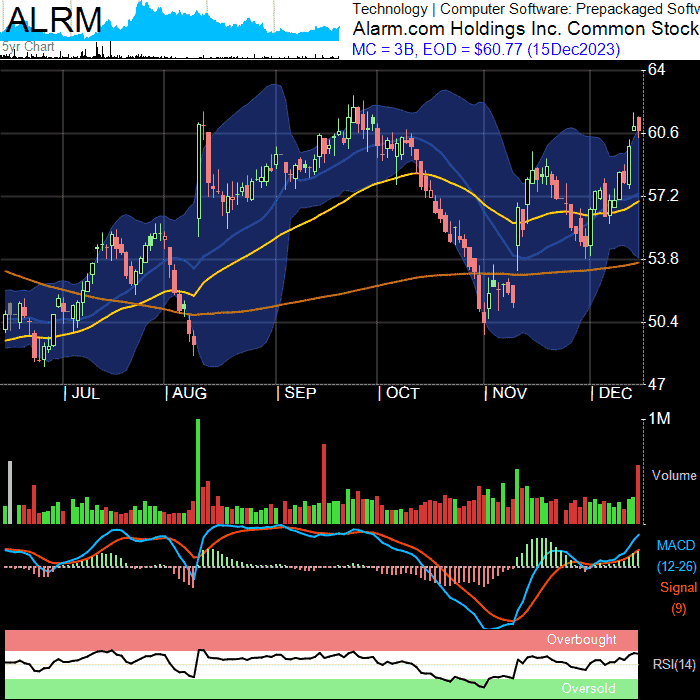 ALRM
5yr Chart
Technology | Computer Software: Prepackaged Softw
Alarm.com Holdings Inc. Common Stock
MC = 3B, EOD = $60.77 (15Dec2023)
64
60.6
57.2
53.8
50.4
47
| JUL | AUG | SEP | OCT | NOV | DEC
1M
Volume
MACD
(12-26)
Signal
(9)
Overbought
RSI(14)
Oversold